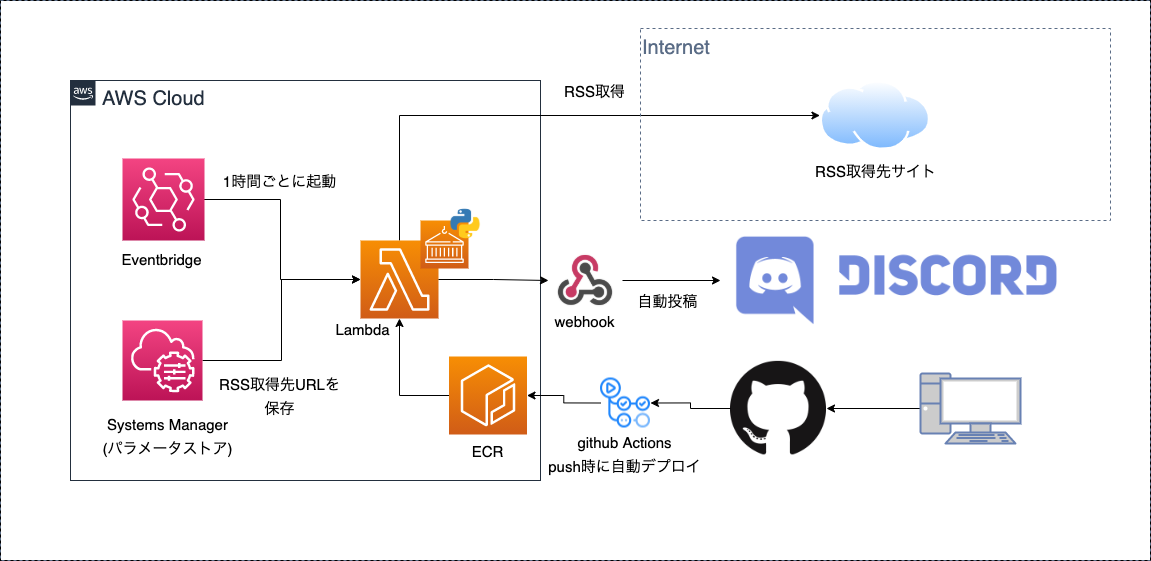 Internet
aws
AWS Cloud
RSS取得
RSS取得先サイト
1時間ごとに起動
Eventbridge
Lambda
webhook
自動投稿
DISCORD
RSS取得先URLを
保存
Systems Manager
(パラメータストア)
ECR
github Actions
push時に自動デプロイ